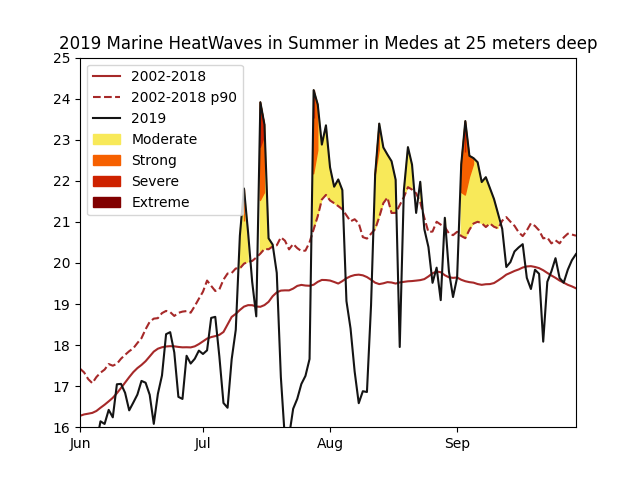 2019 Marine HeatWaves in Summer in Medes at 25 meters deep
25
24
23
22
21
20
19
18
17
16
2002-2018
2002-2018 p90
2019
Moderate
Strong
Severe
Extreme
Jun
Jul
Aug
Sep